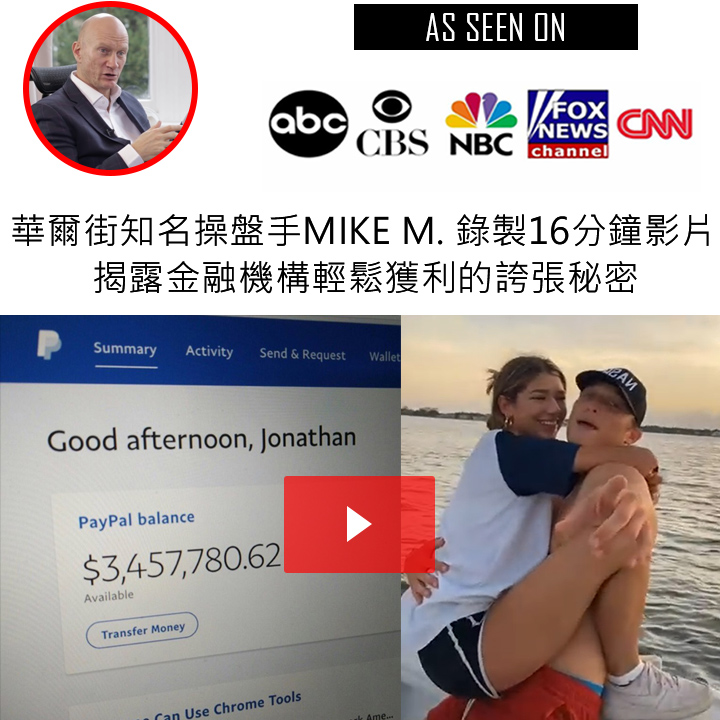 AS SEEN ON
abc
CBS
NBC
FOX
NEWS
channel
CNN
華爾街知名操盤手MIKE M. 錄製16分鐘影片
揭露金融機構輕鬆獲利的誇張秘密
Summary Activity Send & Request Wallet
Good afternoon, Jonathan
PayPal balance
$3,457,780.62
Available
Transfer Money
Can Use Chrome Tools
Ame...